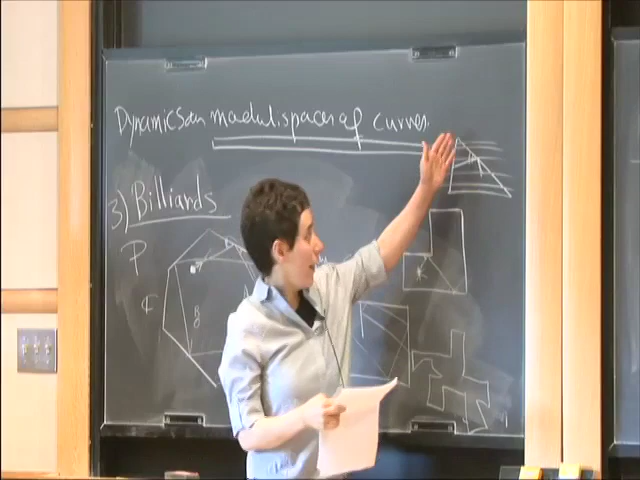 Dynamics on moduli spaces of curves.
3) Billiards
P